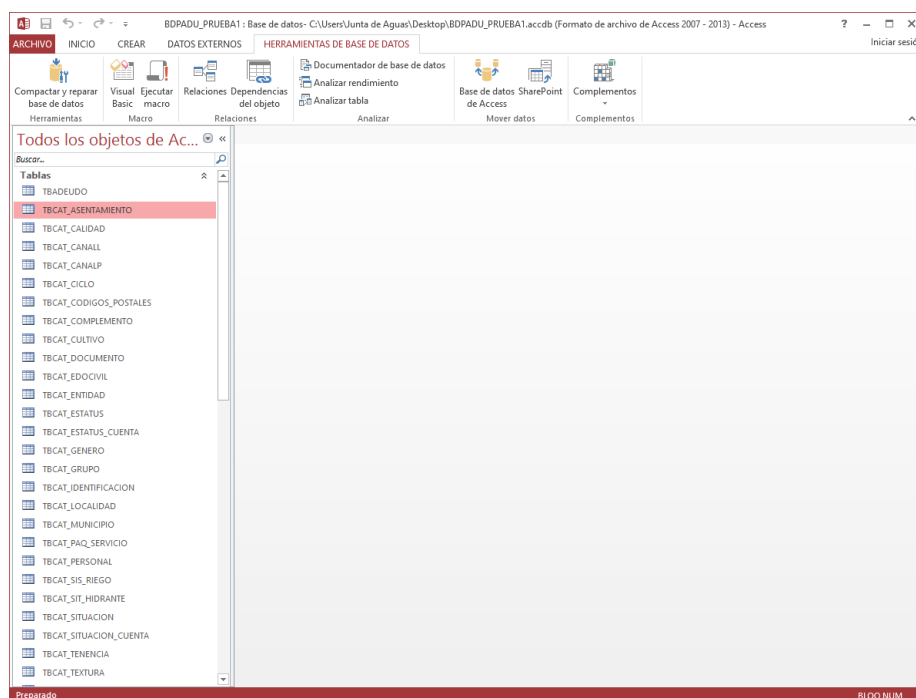 BDPADU_PRUEBA1 : Base de datos- C:\Users\Junta de Aguas\Desktop\BDPADU_PRUEBA1.accdb (Formato de archivo de Access 2007 - 2013) - Access
ARCHIVO INICIO CREAR DATOS EXTERNOS HERRAMIENTAS DE BASE DE DATOS Iniciar sesió
Compactar y reparar base de datos
Visual Basic
Ejecutar macro
Relaciones
Dependencias del objeto
Documentador de base de datos
Analizar rendimiento
Analizar tabla
Base de datos de Access
SharePoint
Complementos
Herramientas Macro Relaciones Analizar Mover datos Complementos
Todos los objetos de Ac...
Buscar...
Tablas
TBADEUDO
TBCAT_ASENTAMIENTO
TBCAT_CALIDAD
TBCAT_CANALL
TBCAT_CANALP
TBCAT_CICLO
TBCAT_CODIGOS_POSTALES
TBCAT_COMPLEMENTO
TBCAT_CULTIVO
TBCAT_DOCUMENTO
TBCAT_EDOCIVIL
TBCAT_ENTIDAD
TBCAT_ESTATUS
TBCAT_ESTATUS_CUENTA
TBCAT_GENERO
TBCAT_GRUPO
TBCAT_IDENTIFICACION
TBCAT_LOCALIDAD
TBCAT_MUNICIPIO
TBCAT_PAQ_SERVICIO
TBCAT_PERSONAL
TBCAT_SIS_RIEGO
TBCAT_SIT_HIDRANTE
TBCAT_SITUACION
TBCAT_SITUACION_CUENTA
TBCAT_TENENCIA
TBCAT_TEXTURA
Preparado BLOQ NUM